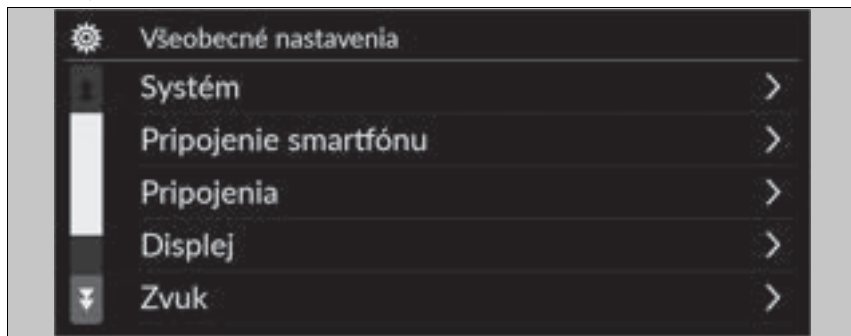 Všeobecné nastavenia
Systém
Pripojenie smartfónu
Pripojenia
Displej
Zvuk